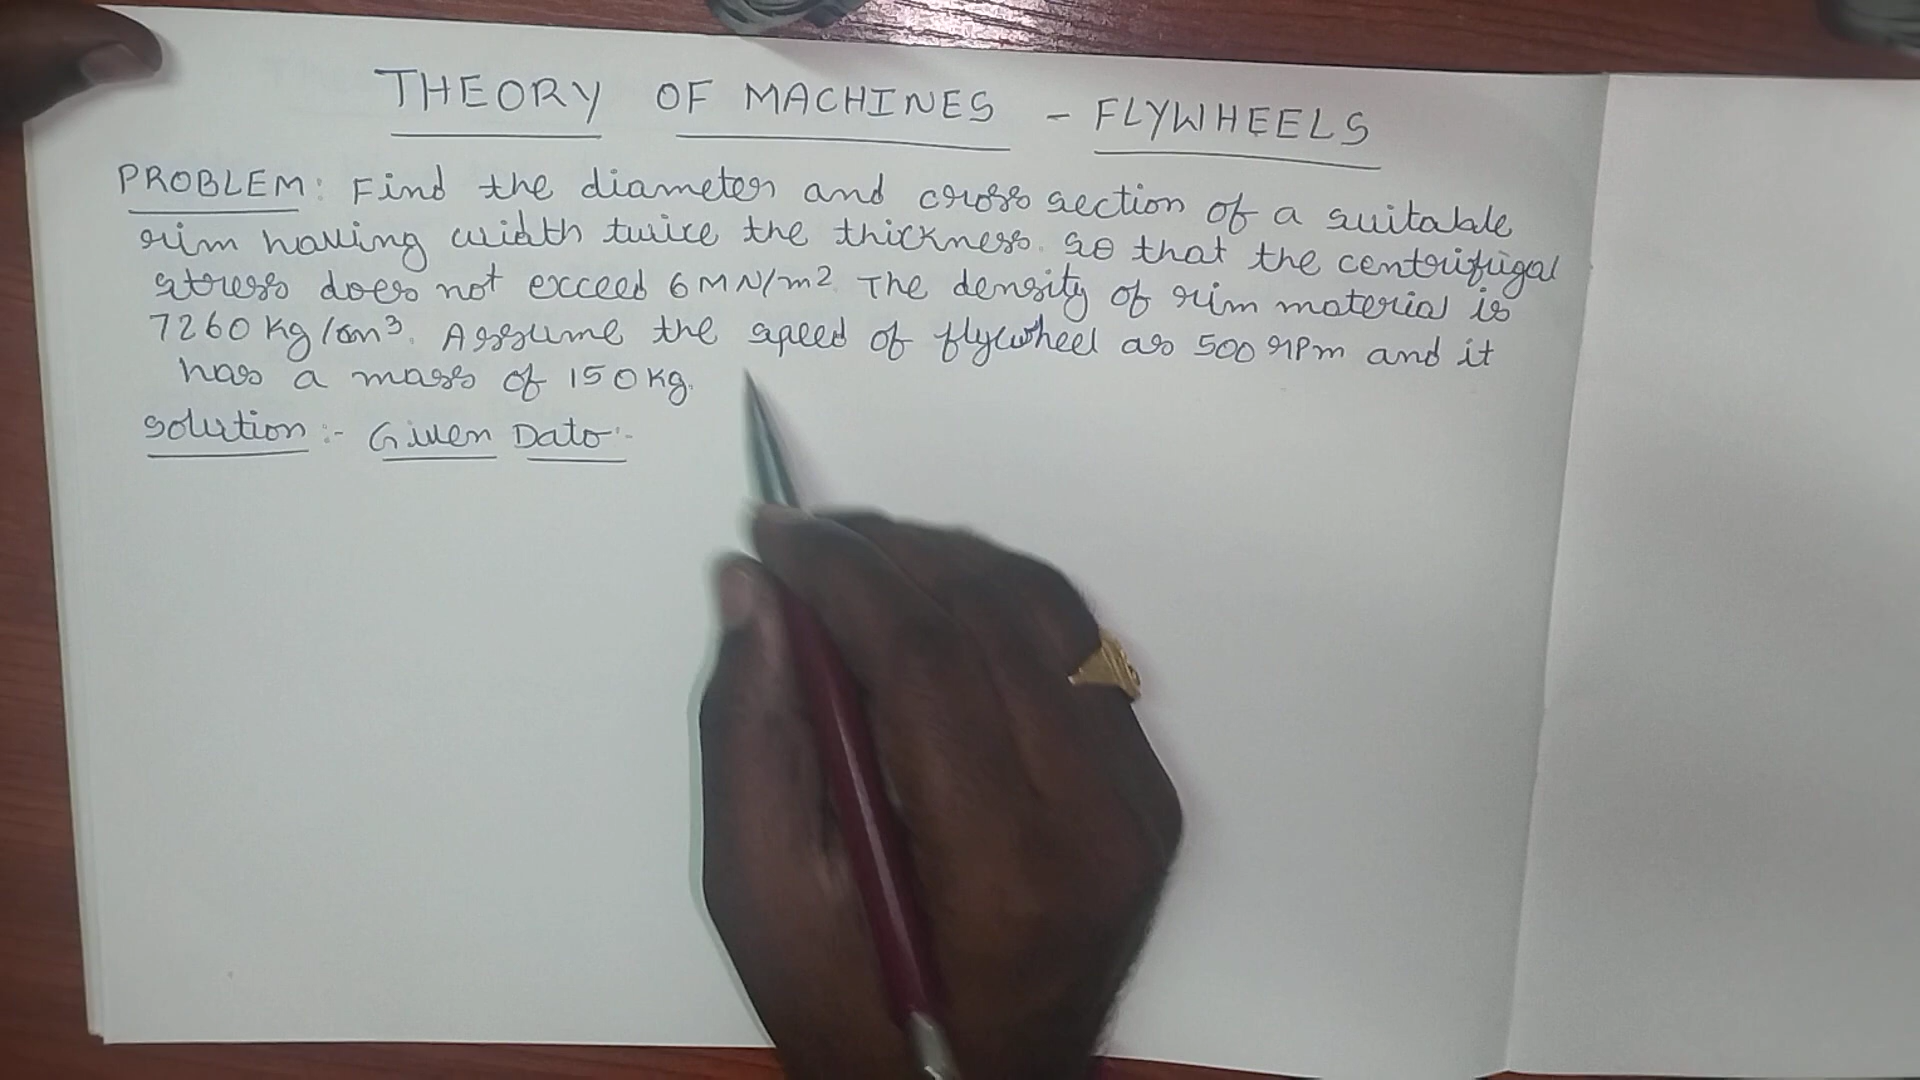 THEORY OF MACHINES - FLYWHEELS
PROBLEM: Find the diameter and cross section of a suitable
rim having width twice the thickness. so that the centrifugal
stress does not exceed 6 MN/m2 The density of rim material is
7260 kg/cm3. Assume the speed of flywheel as 500 rpm and it
has a mass of 150 kg.
Solution :- Given Data :-